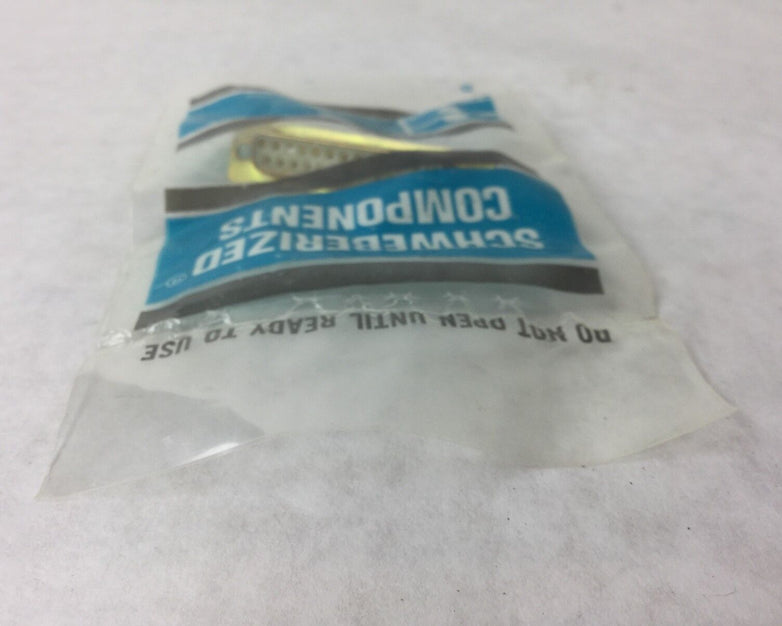 DO NOT OPEN UNTIL READY TO USE
SCHWEBERIZED ®
COMPONENTS